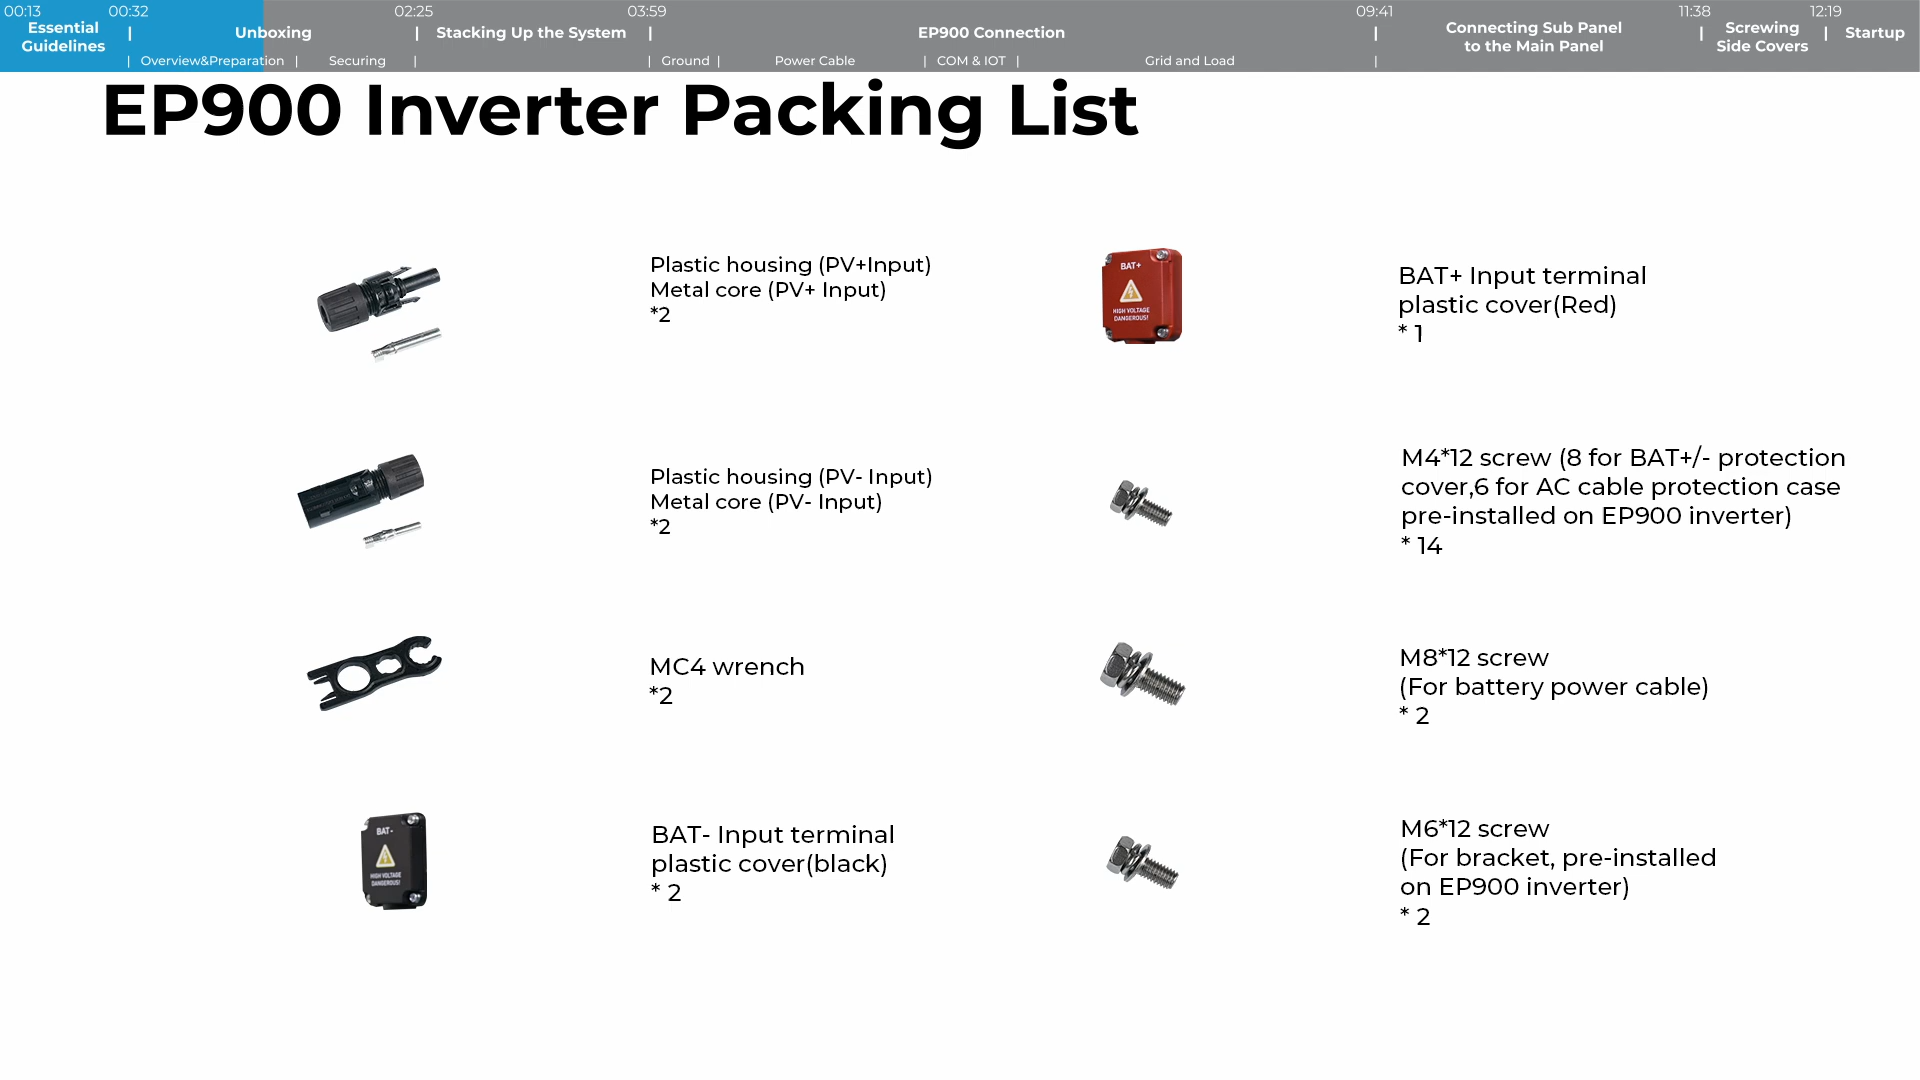 00:13
00:32
02:25
03:59
09:41
11:38
12:19
Essential
Guidelines
|
Unboxing
|
Stacking Up the System
|
EP900 Connection
|
Connecting Sub Panel
to the Main Panel
|
Screwing
Side Covers
|
Startup
| Overview&Preparation |
Securing |
| Ground |
Power Cable
| COM & IOT |
Grid and Load
|
EP900 Inverter Packing List
Plastic housing (PV+Input)
Metal core (PV+ Input)
*2
BAT+
HIGH VOLTAGE
DANGEROUS!
BAT+ Input terminal
plastic cover(Red)
* 1
Plastic housing (PV- Input)
Metal core (PV- Input)
*2
M4*12 screw (8 for BAT+/- protection
cover,6 for AC cable protection case
pre-installed on EP900 inverter)
* 14
MC4 wrench
*2
M8*12 screw
(For battery power cable)
* 2
BAT-
HIGH VOLTAGE
DANGEROUS!
BAT- Input terminal
plastic cover(black)
* 2
M6*12 screw
(For bracket, pre-installed
on EP900 inverter)
* 2